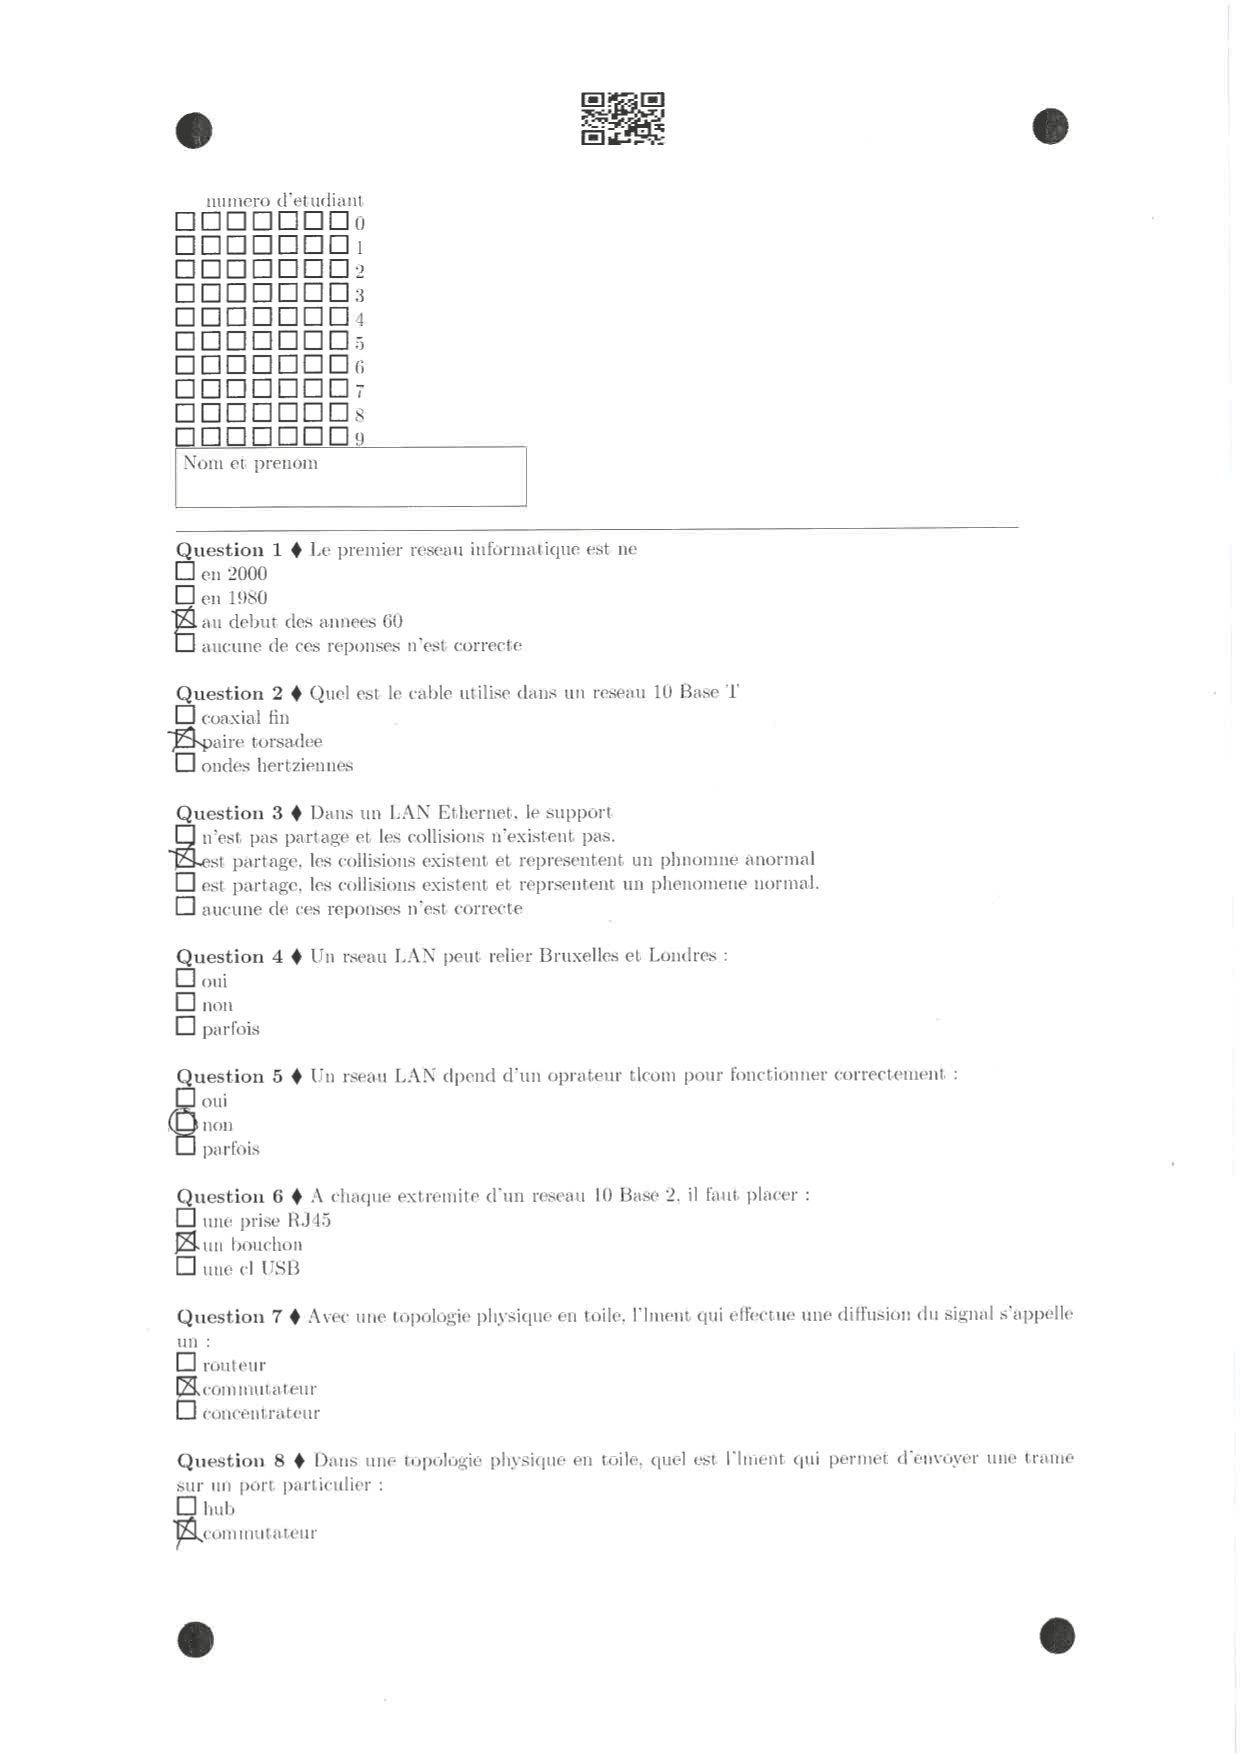 numero d'etudiant
0
1
2
3
4
5
6
7
8
9
Nom et prenom
Question 1 ♦ Le premier reseau informatique est ne
en 2000
en 1980
au debut des annees 60
aucune de ces reponses n'est correcte
Question 2 ♦ Quel est le cable utilise dans un reseau 10 Base T
coaxial fin
paire torsadee
ondes hertziennes
Question 3 ♦ Dans un LAN Ethernet, le support
n'est pas partage et les collisions n'existent pas.
est partage, les collisions existent et representent un phnomne anormal
est partage, les collisions existent et reprsentent un phenomene normal.
aucune de ces reponses n'est correcte
Question 4 ♦ Un rseau LAN peut relier Bruxelles et Londres :
oui
non
parfois
Question 5 ♦ Un rseau LAN dpend d'un oprateur tlcom pour fonctionner correctement :
oui
non
parfois
Question 6 ♦ A chaque extremite d'un reseau 10 Base 2, il faut placer :
une prise RJ45
un bouchon
une cl USB
Question 7 ♦ Avec une topologie physique en toile, l'lment qui effectue une diffusion du signal s'appelle
un :
routeur
commutateur
concentrateur
Question 8 ♦ Dans une topologie physique en toile, quel est l'lment qui permet d'envoyer une trame
sur un port particulier :
hub
commutateur